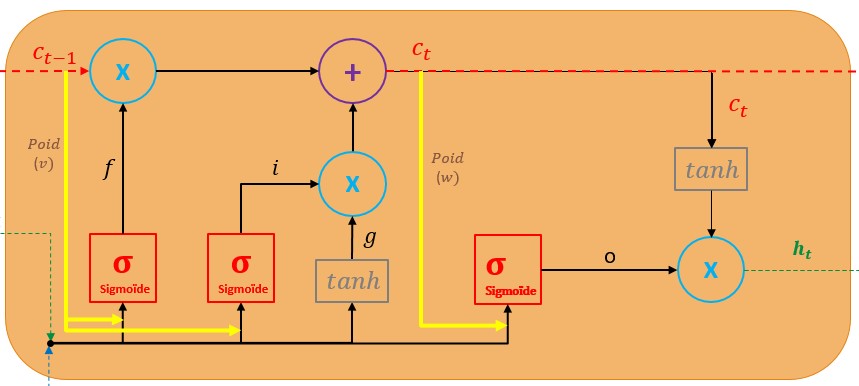 C_{t-1}
x
+
C_t
Poid
(v)
f
i
x
Poid
(w)
C_t
tanh
g
σ
Sigmoïde
σ
Sigmoïde
tanh
σ
Sigmoïde
o
x
h_t